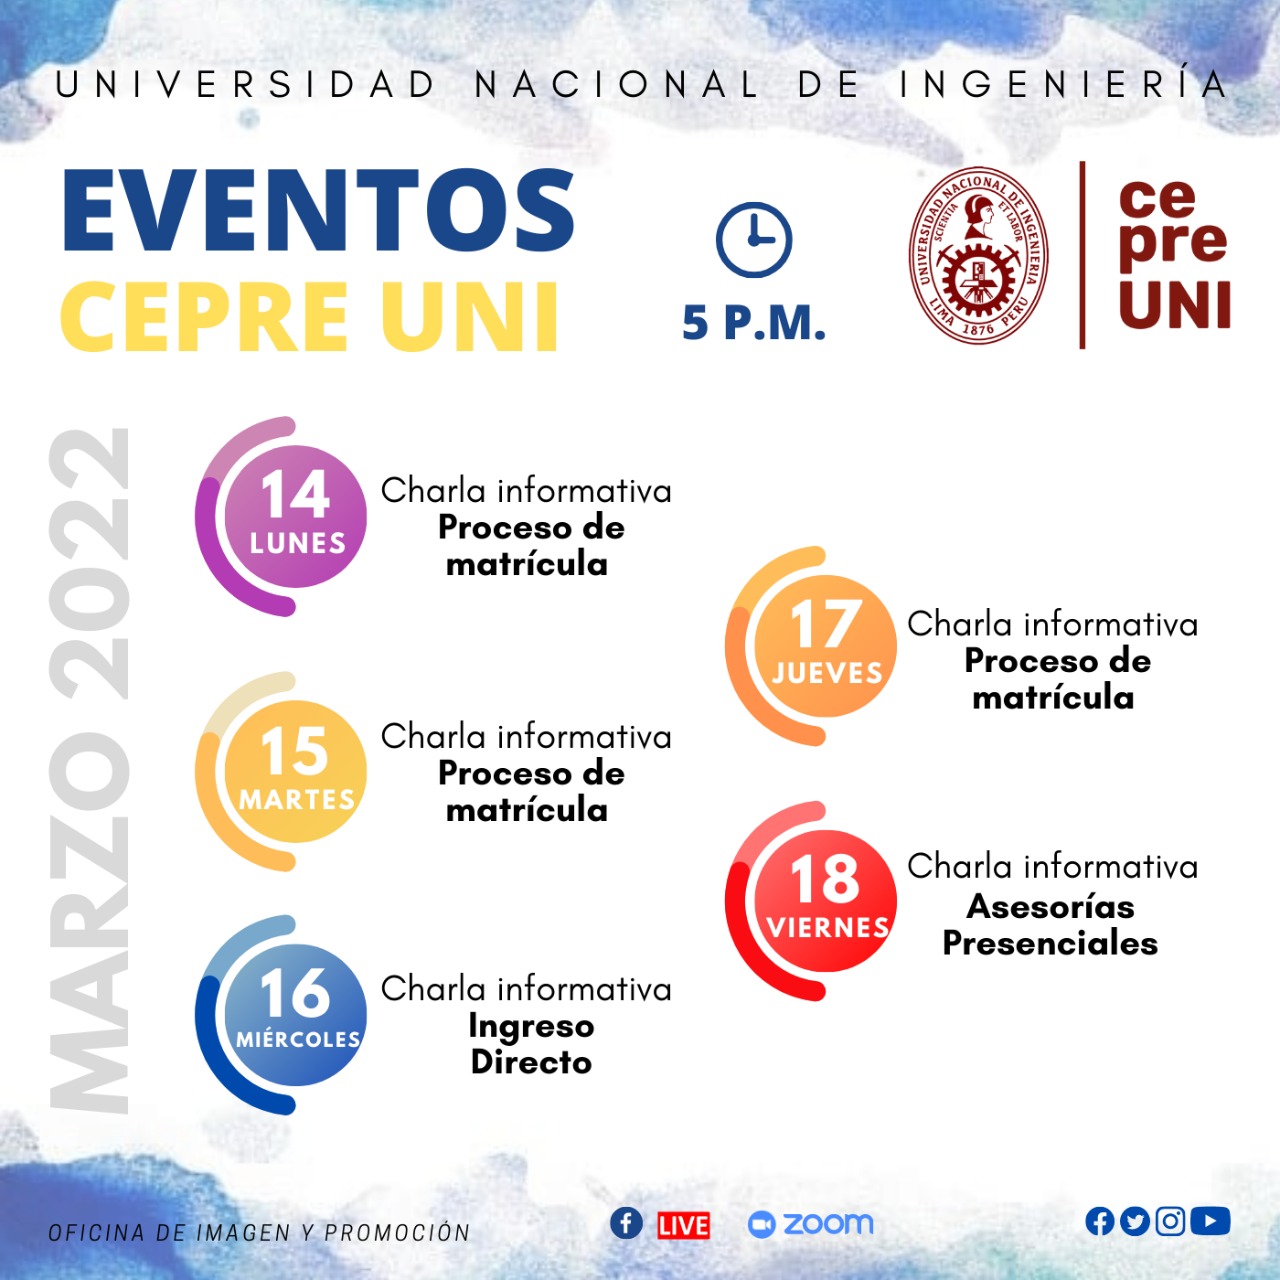 UNIVERSIDAD NACIONAL DE INGENIERÍA
EVENTOS
CEPRE UNI
5 P.M.
UNIVERSIDAD NACIONAL DE INGENIERIA
SCIENTIA ET LABOR
LIMA 1876 PERU
ce
pre
UNI
MARZO 2022
14
LUNES
Charla informativa
Proceso de
matrícula
15
MARTES
Charla informativa
Proceso de
matrícula
16
MIÉRCOLES
Charla informativa
Ingreso
Directo
17
JUEVES
Charla informativa
Proceso de
matrícula
18
VIERNES
Charla informativa
Asesorías
Presenciales
OFICINA DE IMAGEN Y PROMOCIÓN
LIVE
zoom